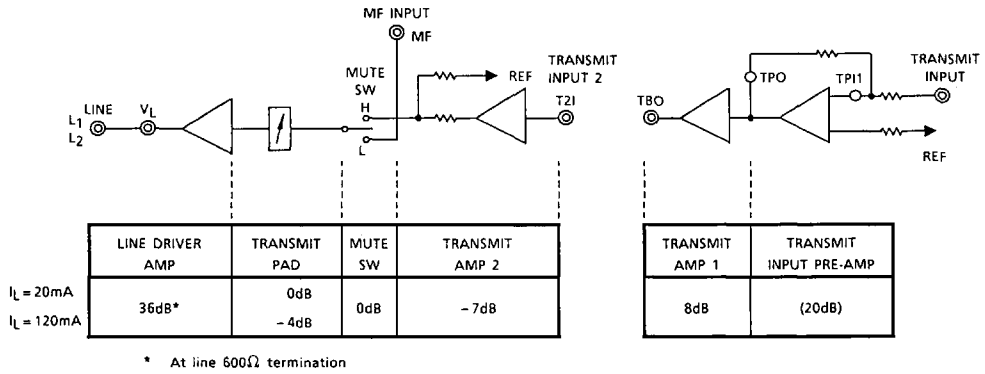 MF INPUT
MF
MUTE
SW
H
L
REF
TRANSMIT
INPUT 2
T2I
LINE
L1
L2
VL
TBO
TPO
TPI1
TRANSMIT
INPUT
REF
LINE DRIVER
AMP
TRANSMIT
PAD
MUTE
SW
TRANSMIT
AMP 2
TRANSMIT
AMP 1
TRANSMIT
INPUT PRE-AMP
IL = 20mA
IL = 120mA
36dB*
0dB
-4dB
0dB
-7dB
8dB
(20dB)
* At line 600Ω termination